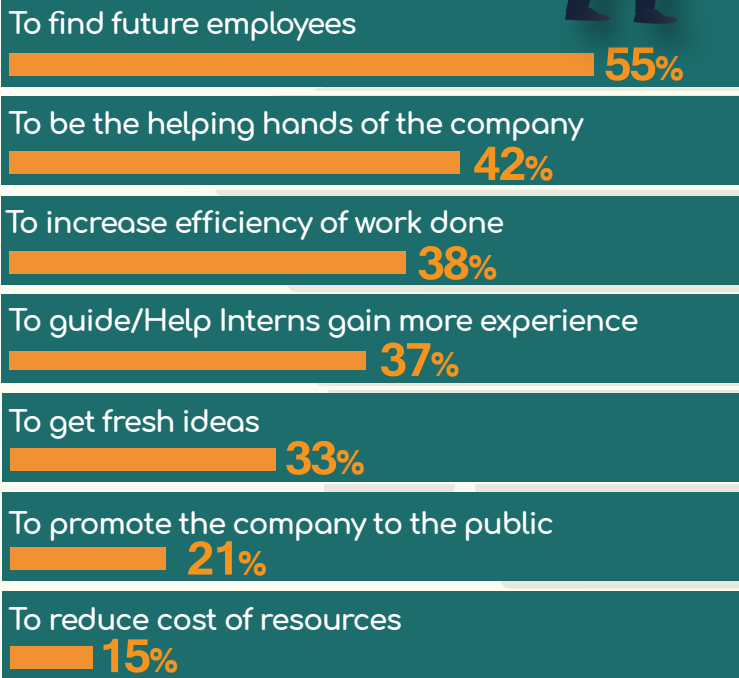 To find future employees
55%
To be the helping hands of the company
42%
To increase efficiency of work done
38%
To guide/Help Interns gain more experience
37%
To get fresh ideas
33%
To promote the company to the public
21%
To reduce cost of resources
15%